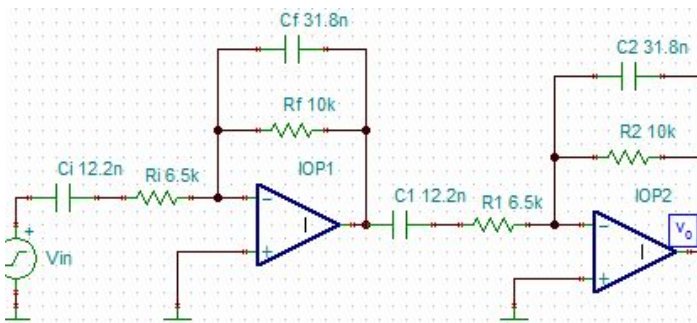 Cf 31.8n
C2 31.8n
Rf 10k
R2 10k
Ci 12.2n
Ri 6.5k
IOP1
C1 12.2n
R1 6.5k
IOP2
+
Vin
−
+
I
−
+
I
v0